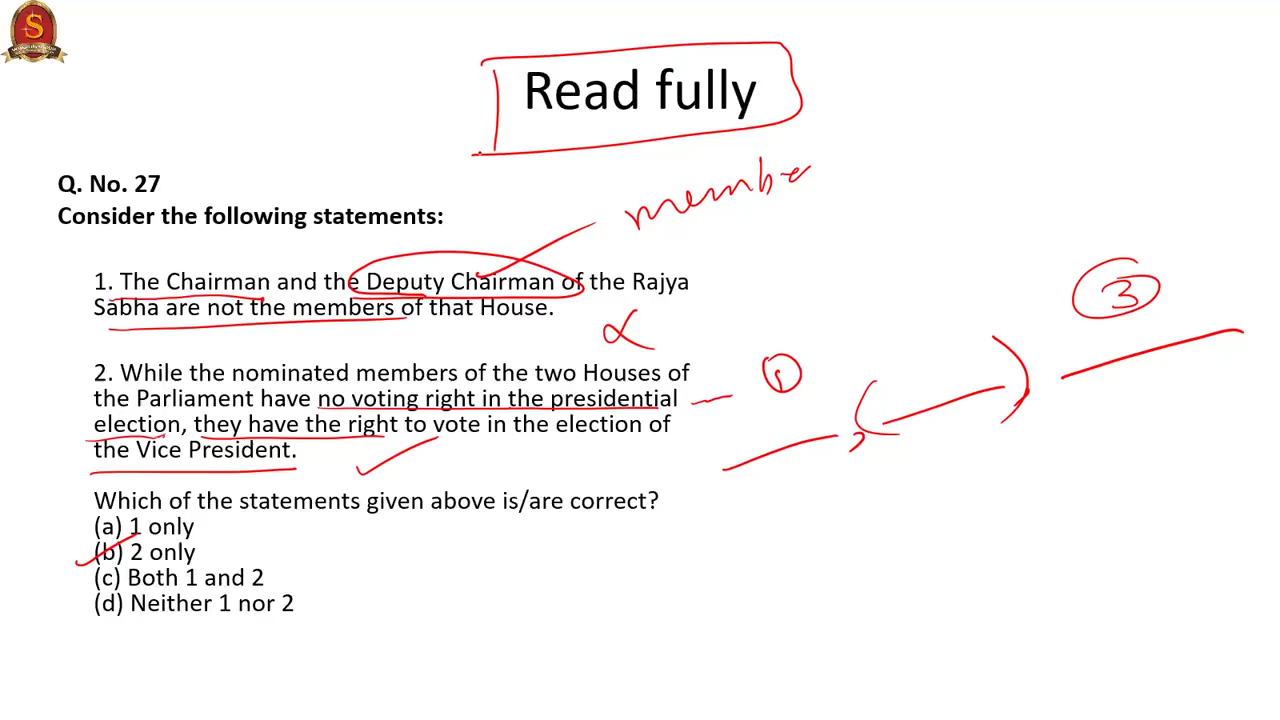 S
Read fully
member
Q. No. 27
Consider the following statements:
1. The Chairman and the Deputy Chairman of the Rajya
Sabha are not the members of that House.
2. While the nominated members of the two Houses of
the Parliament have no voting right in the presidential
election, they have the right to vote in the election of
the Vice President.
1
3
Which of the statements given above is/are correct?
(a) 1 only
(b) 2 only
(c) Both 1 and 2
(d) Neither 1 nor 2